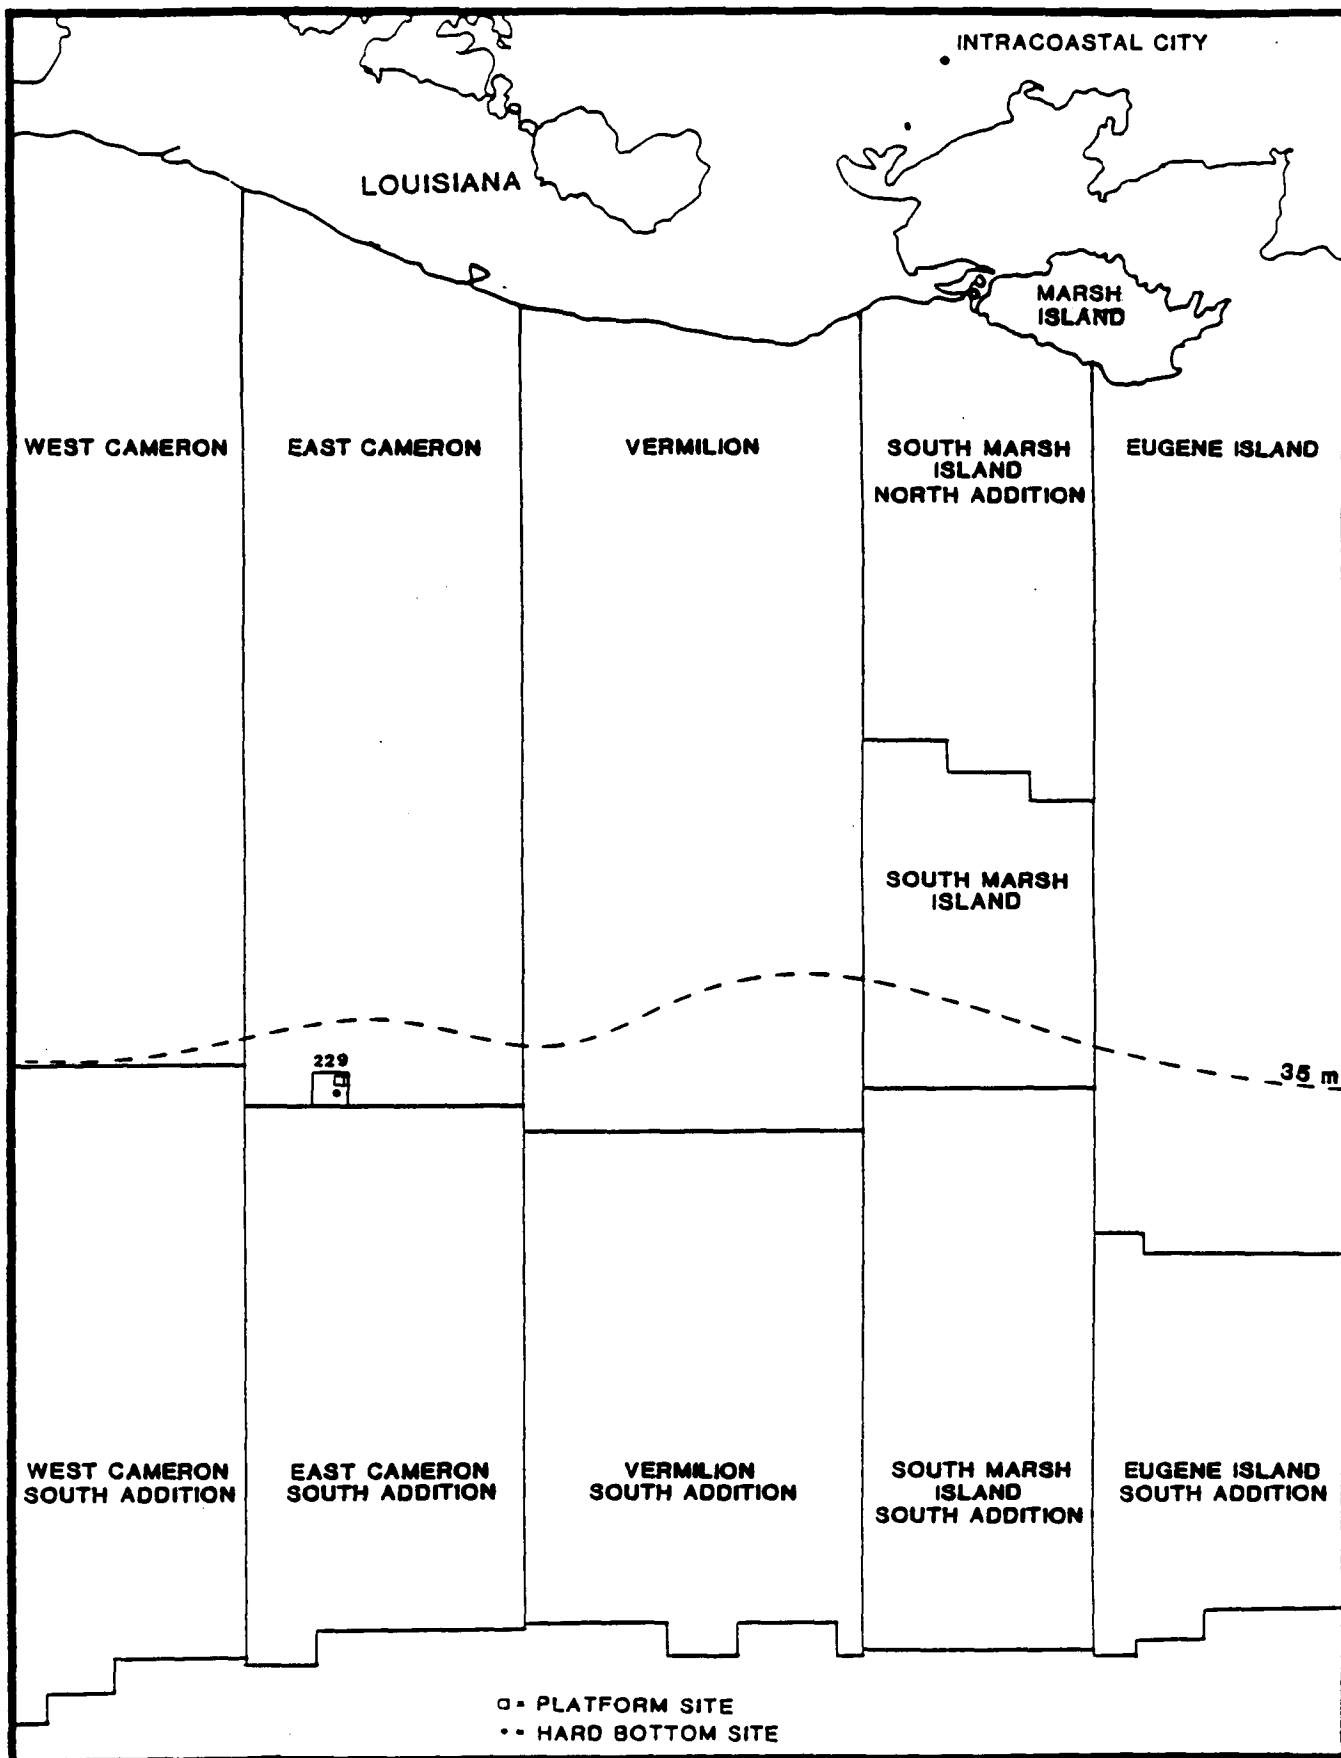 INTRACOASTAL CITY
LOUISIANA
MARSH
ISLAND
WEST CAMERON
EAST CAMERON
VERMILION
SOUTH MARSH
ISLAND
NORTH ADDITION
EUGENE ISLAND
SOUTH MARSH
ISLAND
229
35 m
WEST CAMERON
SOUTH ADDITION
EAST CAMERON
SOUTH ADDITION
VERMILION
SOUTH ADDITION
SOUTH MARSH
ISLAND
SOUTH ADDITION
EUGENE ISLAND
SOUTH ADDITION
□ - PLATFORM SITE
• - HARD BOTTOM SITE